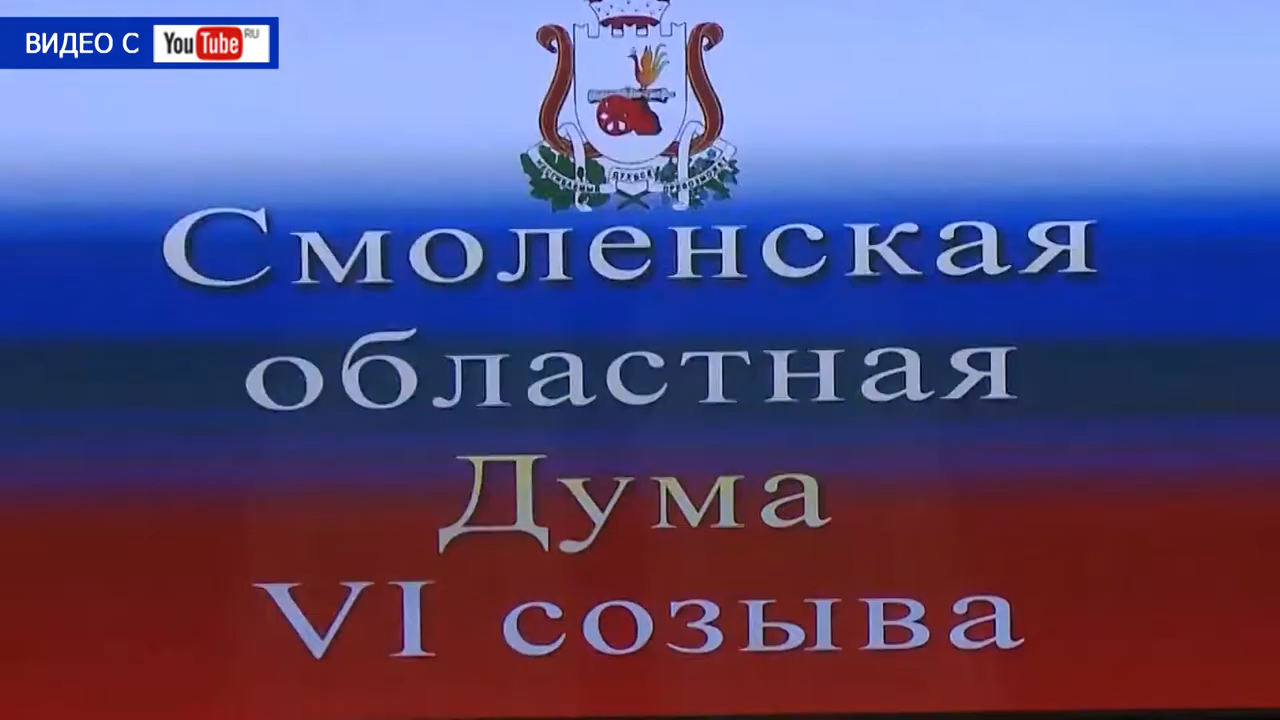 ВИДЕО С YouTube RU
Смоленская
областная
Дума
VI созыва